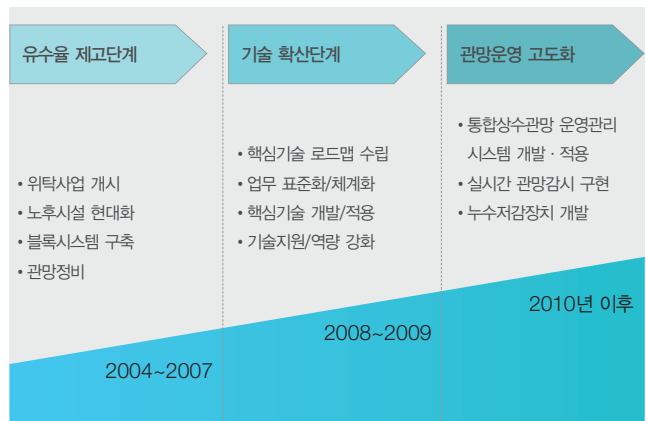 유수율 제고단계
• 위탁사업 개시
• 노후시설 현대화
• 블록시스템 구축
• 관망정비
2004~2007
기술 확산단계
• 핵심기술 로드맵 수립
• 업무 표준화/체계화
• 핵심기술 개발/적용
• 기술지원/역량 강화
2008~2009
관망운영 고도화
• 통합상수관망 운영관리
시스템 개발 · 적용
• 실시간 관망감시 구현
• 누수저감장치 개발
2010년 이후